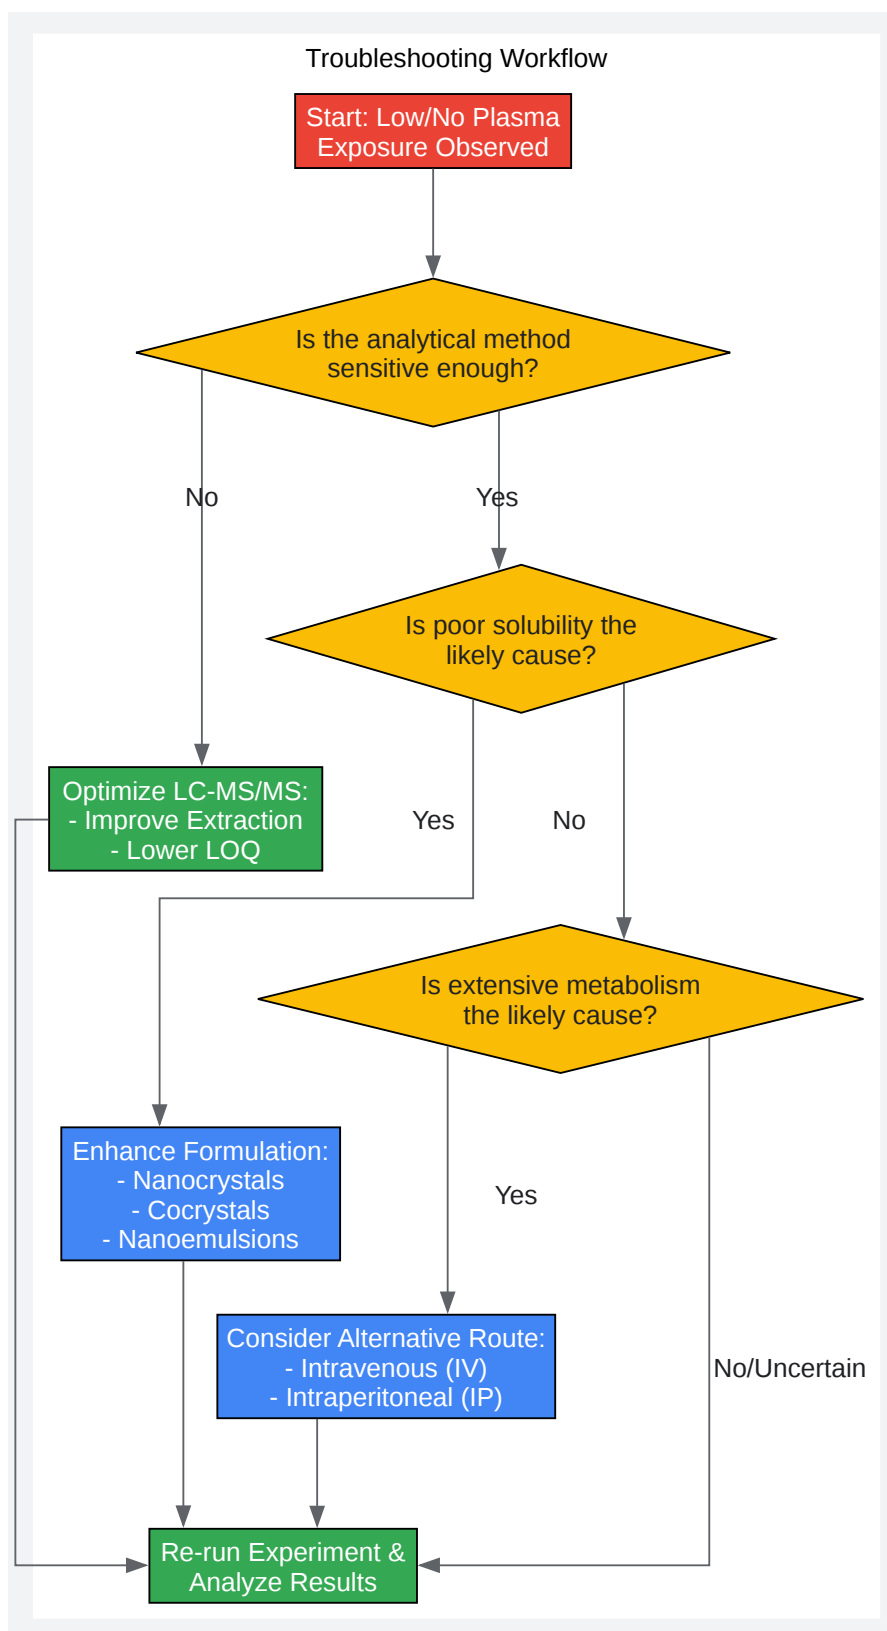 Troubleshooting Workflow
Start: Low/No Plasma
Exposure Observed
Is the analytical method
sensitive enough?
No
Yes
Is poor solubility the
likely cause?
Optimize LC-MS/MS:
- Improve Extraction
- Lower LOQ
Yes
No
Is extensive metabolism
the likely cause?
Enhance Formulation:
- Nanocrystals
- Cocrystals
- Nanoemulsions
Yes
Consider Alternative Route:
- Intravenous (IV)
- Intraperitoneal (IP)
No/Uncertain
Re-run Experiment &
Analyze Results